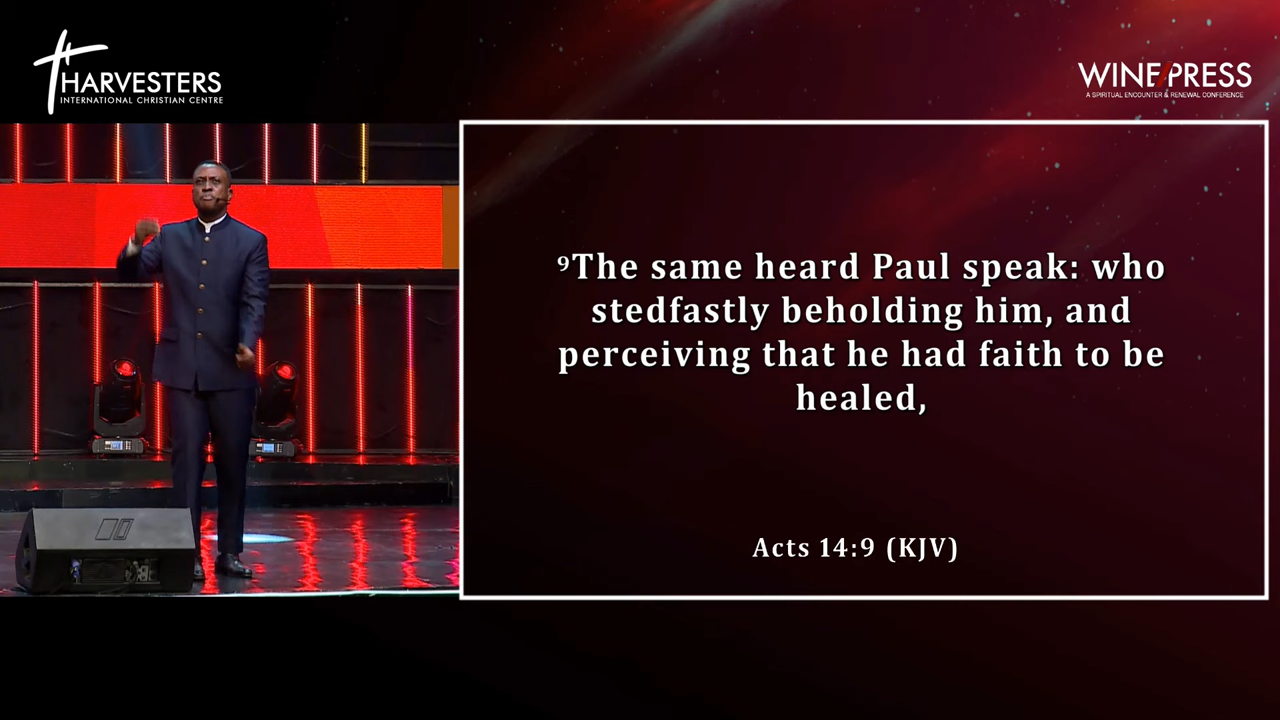 HARVESTERS
INTERNATIONAL CHRISTIAN CENTRE
WINEPRESS
A SPIRITUAL ENCOUNTER & RENEWAL CONFERENCE
⁹The same heard Paul speak: who
stedfastly beholding him, and
perceiving that he had faith to be
healed,
Acts 14:9 (KJV)